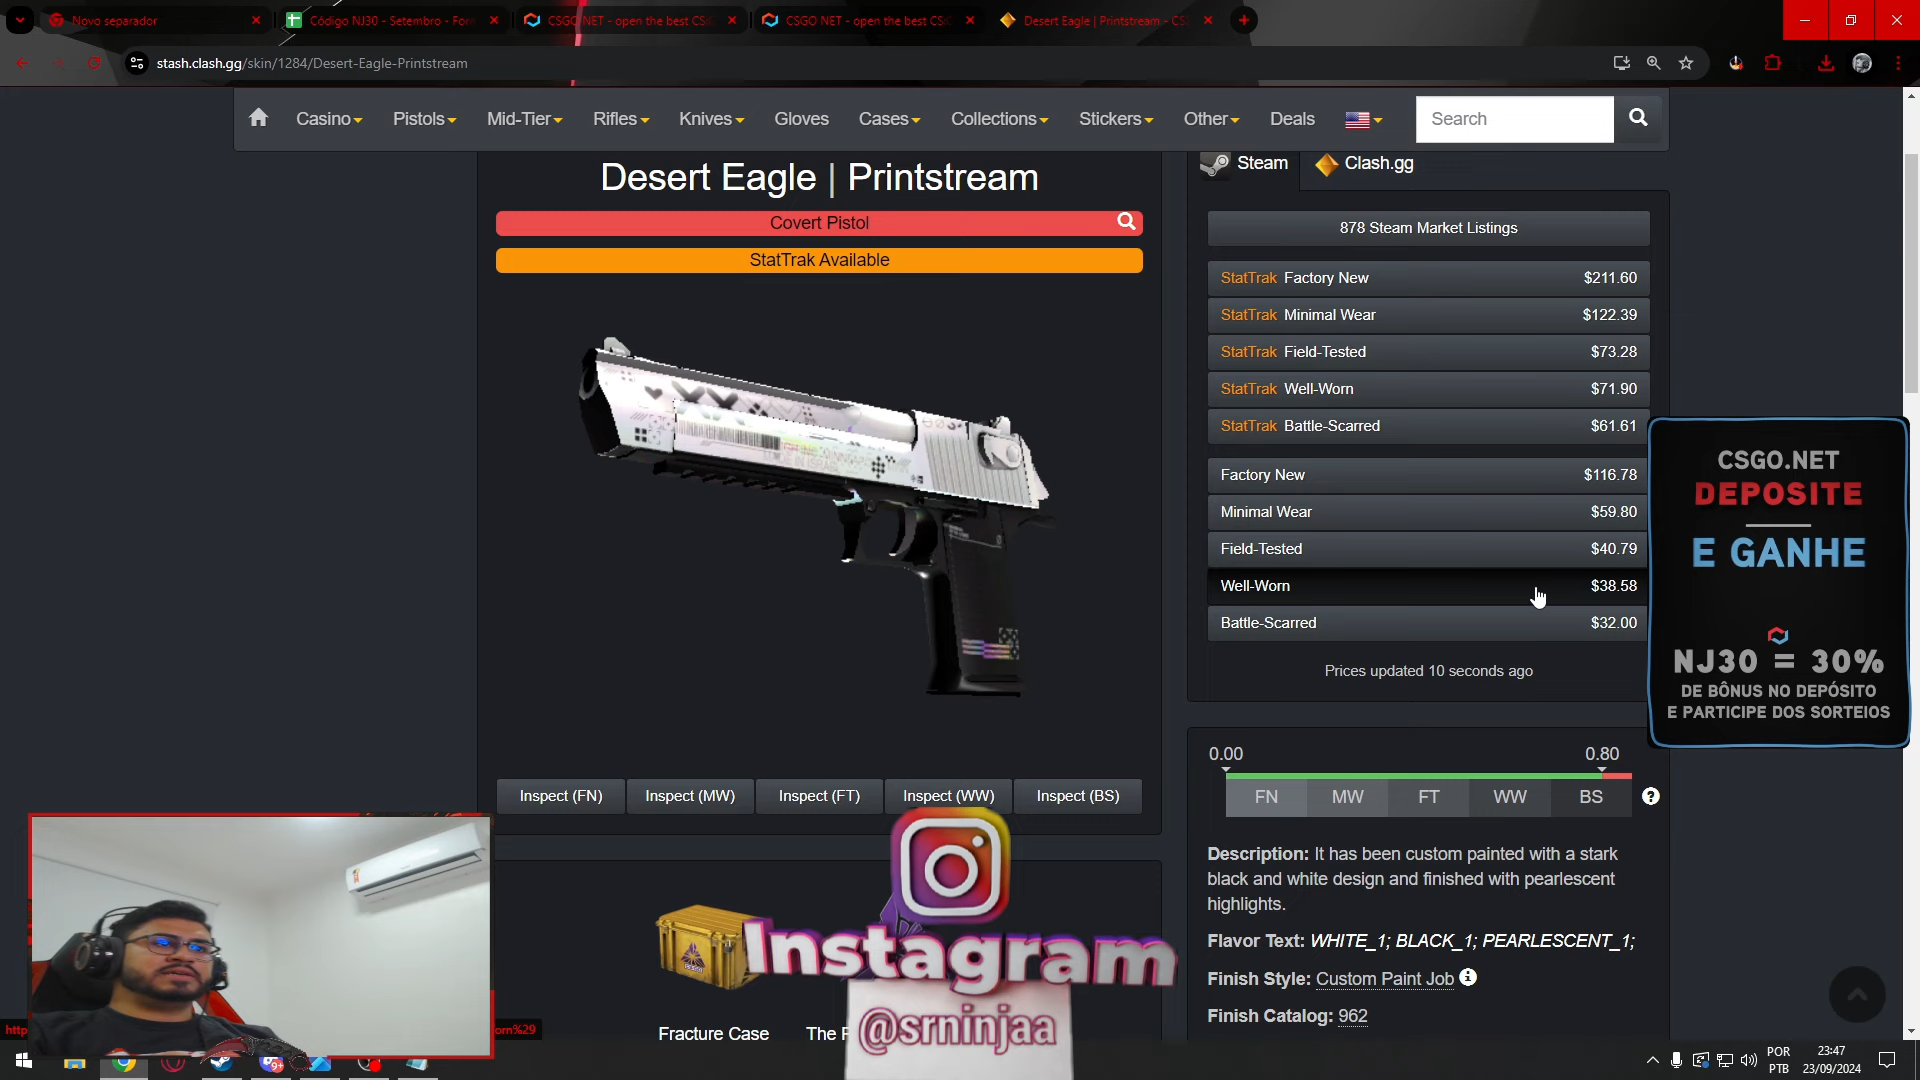 Novo separador
Código NJ30 - Setembro - For
CSGO NET - open the best CS:
CSGO NET - open the best CS:
Desert Eagle | Printstream - CS
stash.clash.gg/skin/1284/Desert-Eagle-Printstream
Casino
Pistols
Mid-Tier
Rifles
Knives
Gloves
Cases
Collections
Stickers
Other
Deals
Search
Desert Eagle | Printstream
Covert Pistol
StatTrak Available
Steam
Clash.gg
878 Steam Market Listings
StatTrak Factory New $211.60
StatTrak Minimal Wear $122.39
StatTrak Field-Tested $73.28
StatTrak Well-Worn $71.90
StatTrak Battle-Scarred $61.61
Factory New $116.78
Minimal Wear $59.80
Field-Tested $40.79
Well-Worn $38.58
Battle-Scarred $32.00
Prices updated 10 seconds ago
CSGO.NET
DEPOSITE
E GANHE
NJ30 = 30%
DE BÔNUS NO DEPÓSITO
E PARTICIPE DOS SORTEIOS
0.00 0.80
FN MW FT WW BS
Inspect (FN)
Inspect (MW)
Inspect (FT)
Inspect (WW)
Inspect (BS)
Description: It has been custom painted with a stark
black and white design and finished with pearlescent
highlights.
Flavor Text: WHITE_1; BLACK_1; PEARLESCENT_1;
Finish Style: Custom Paint Job
Finish Catalog: 962
Fracture Case
The
Instagram
@srninjaa
POR
PTB
23:47
23/09/2024